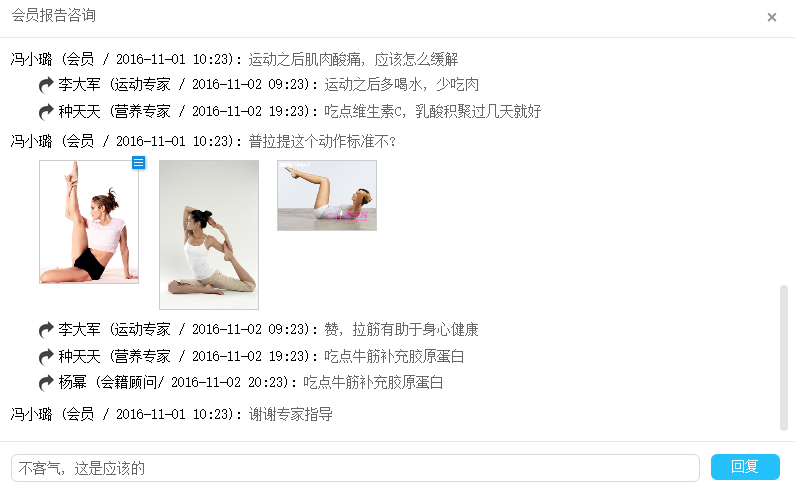 会员报告咨询
冯小璐 (会员 / 2016-11-01 10:23): 运动之后肌肉酸痛, 应该怎么缓解
李大军 (运动专家 / 2016-11-02 09:23): 运动之后多喝水, 少吃肉
种天天 (营养专家 / 2016-11-02 19:23): 吃点维生素C, 乳酸积聚过几天就好
冯小璐 (会员 / 2016-11-01 10:23): 普拉提这个动作标准不?
李大军 (运动专家 / 2016-11-02 09:23): 赞, 拉筋有助于身心健康
种天天 (营养专家 / 2016-11-02 19:23): 吃点牛筋补充胶原蛋白
杨幂 (会籍顾问/ 2016-11-02 20:23): 吃点牛筋补充胶原蛋白
冯小璐 (会员 / 2016-11-01 10:23): 谢谢专家指导
不客气, 这是应该的
回复